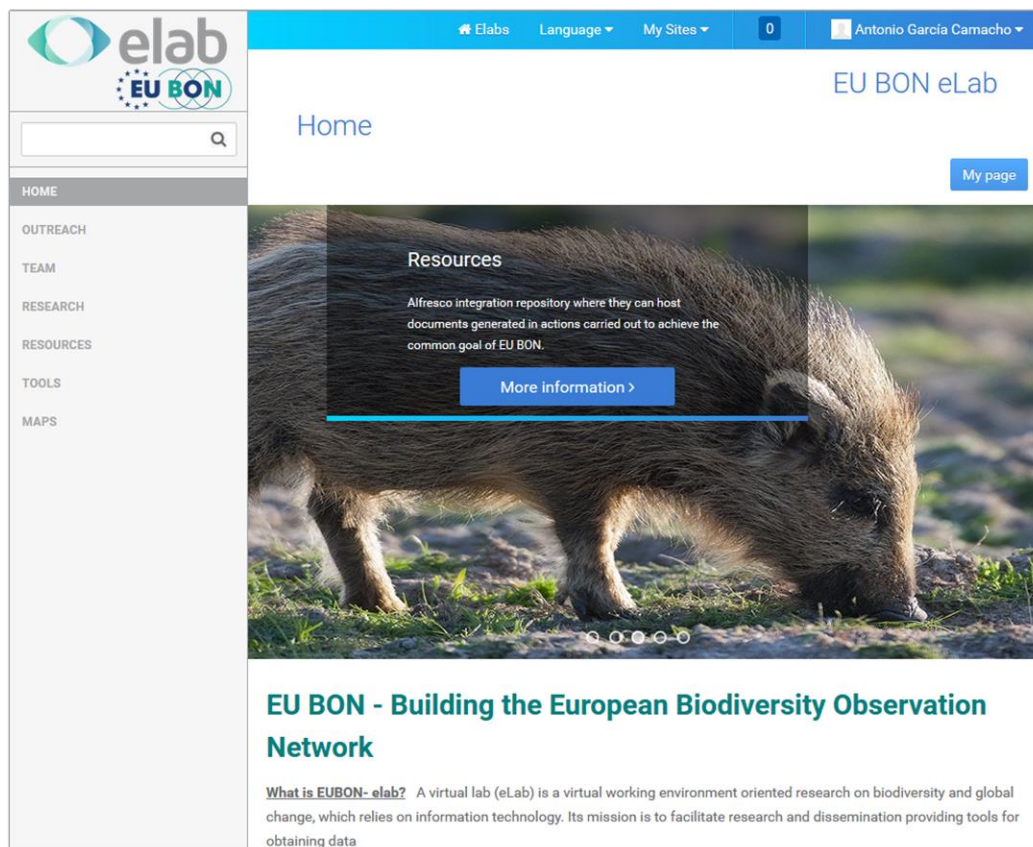 elab
EU BON
Elabs Language My Sites 0 Antonio García Camacho
EU BON eLab
Home
My page
HOME
OUTREACH
TEAM
RESEARCH
RESOURCES
TOOLS
MAPS
Resources
Alfresco integration repository where they can host
documents generated in actions carried out to achieve the
common goal of EU BON.
More information
EU BON - Building the European Biodiversity Observation
Network
What is EUBON- elab? A virtual lab (eLab) is a virtual working environment oriented research on biodiversity and global
change, which relies on information technology. Its mission is to facilitate research and dissemination providing tools for
obtaining data